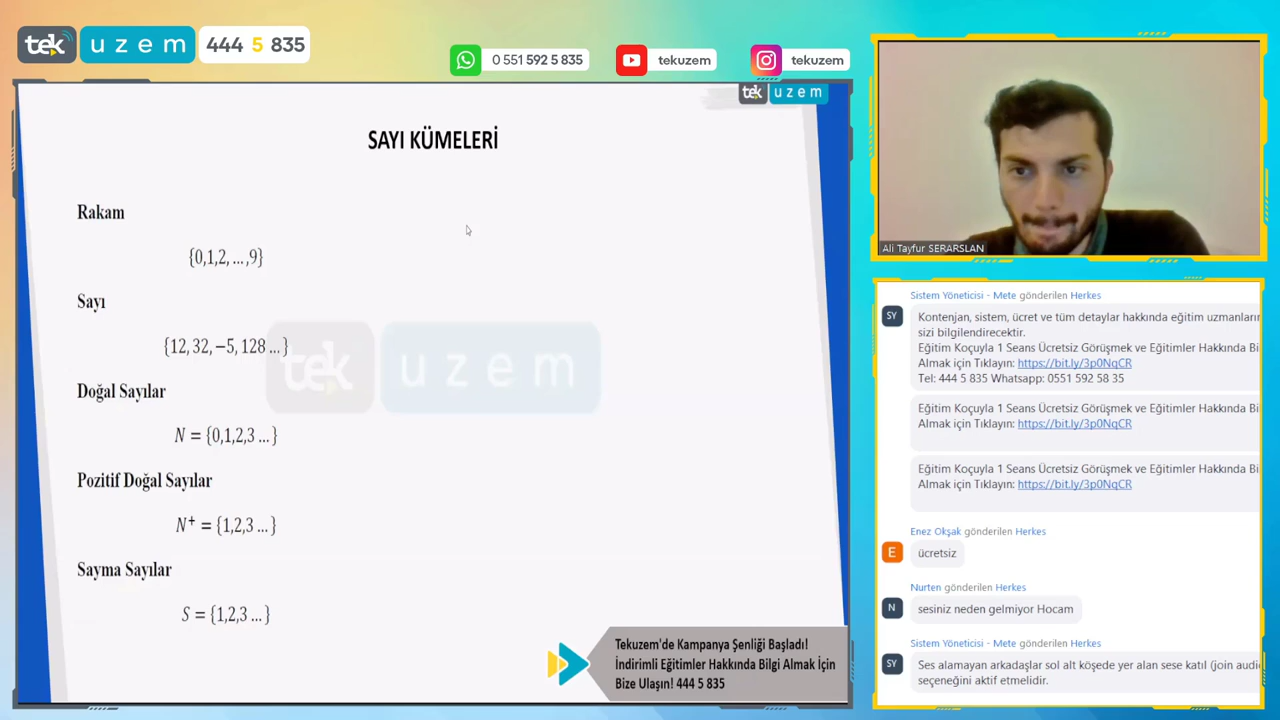 tek uzem 444 5 835
0 551 592 5 835
tekuzem
tekuzem
tek uzem
SAYI KÜMELERİ
Rakam
{0,1,2, … ,9}
Sayı
{12, 32, −5, 128 … }
tek uzem
Doğal Sayılar
N = {0,1,2,3 … }
Pozitif Doğal Sayılar
N⁺ = {1,2,3 … }
Sayma Sayılar
S = {1,2,3 … }
Tekuzem'de Kampanya Şenliği Başladı!
İndirimli Eğitimler Hakkında Bilgi Almak İçin
Bize Ulaşın! 444 5 835
Ali Tayfur SERARSLAN
Sistem Yöneticisi - Mete gönderilen Herkes
SY
Kontenjan, sistem, ücret ve tüm detaylar hakkında eğitim uzmanların
sizi bilgilendirecektir.
Eğitim Koçuyla 1 Seans Ücretsiz Görüşmek ve Eğitimler Hakkında Bi
Almak için Tıklayın: https://bit.ly/3p0NqCR
Tel: 444 5 835 Whatsapp: 0551 592 58 35
Eğitim Koçuyla 1 Seans Ücretsiz Görüşmek ve Eğitimler Hakkında Bi
Almak için Tıklayın: https://bit.ly/3p0NqCR
Eğitim Koçuyla 1 Seans Ücretsiz Görüşmek ve Eğitimler Hakkında Bi
Almak için Tıklayın: https://bit.ly/3p0NqCR
Enez Okşak gönderilen Herkes
E
ücretsiz
Nurten gönderilen Herkes
N
sesiniz neden gelmiyor Hocam
Sistem Yöneticisi - Mete gönderilen Herkes
SY
Ses alamayan arkadaşlar sol alt köşede yer alan sese katıl (join audi
seçeneğini aktif etmelidir.